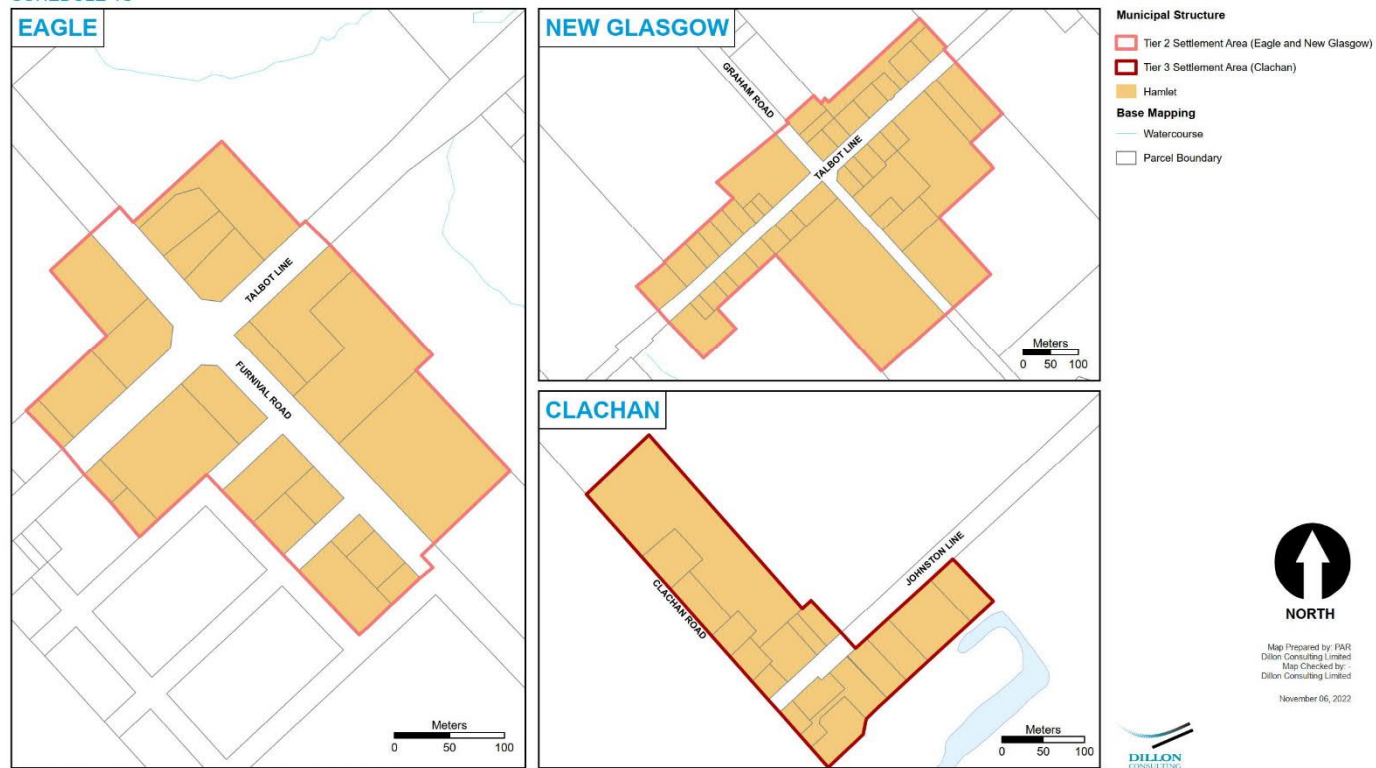 EAGLE
TALBOT LINE
FURNIVAL ROAD
Meters
0 50 100
NEW GLASGOW
GRAHAM ROAD
TALBOT LINE
Meters
0 50 100
CLACHAN
CLACHAN ROAD
JOHNSTON LINE
Meters
0 50 100
Municipal Structure
Tier 2 Settlement Area (Eagle and New Glasgow)
Tier 3 Settlement Area (Clachan)
Hamlet
Base Mapping
Watercourse
Parcel Boundary
NORTH
Map Prepared by: PAR
Dillon Consulting Limited
Map Checked by: -
Dillon Consulting Limited
November 06, 2022
DILLON
CONSULTING